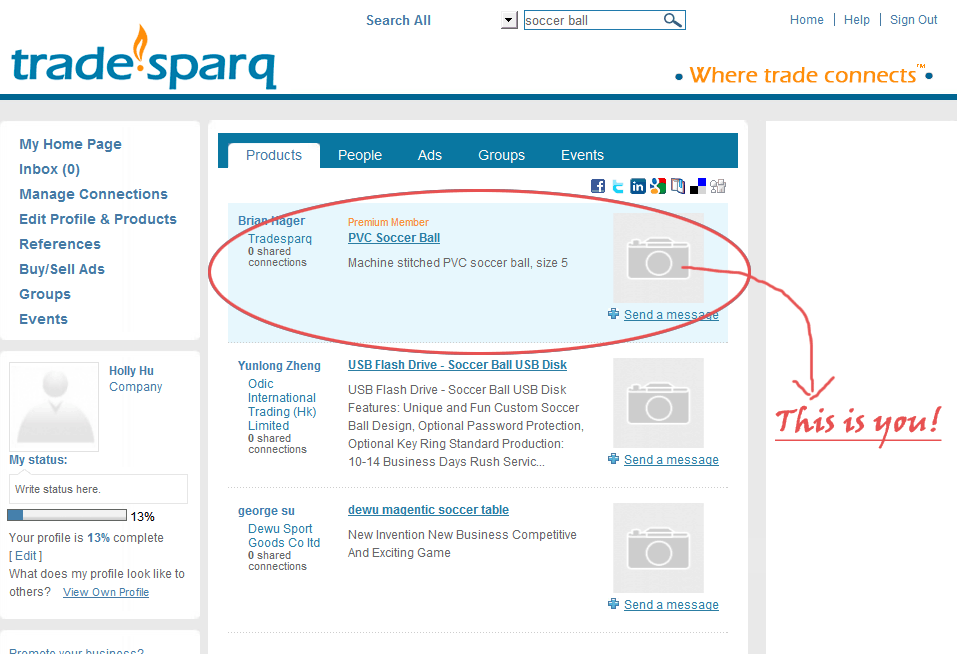 Search All
soccer ball
Home | Help | Sign Out
trade sparq
• Where trade connects™ •
My Home Page
Inbox (0)
Manage Connections
Edit Profile & Products
References
Buy/Sell Ads
Groups
Events
Holly Hu
Company
My status:
Write status here.
13%
Your profile is 13% complete
[ Edit ]
What does my profile look like to
others? View Own Profile
Promote your business?
Products People Ads Groups Events
Brian Hager
Tradesparq
0 shared
connections
Premium Member
PVC Soccer Ball
Machine stitched PVC soccer ball, size 5
Send a message
Yunlong Zheng
Odic
International
Trading (Hk)
Limited
0 shared
connections
USB Flash Drive - Soccer Ball USB Disk
USB Flash Drive - Soccer Ball USB Disk
Features: Unique and Fun Custom Soccer
Ball Design, Optional Password Protection,
Optional Key Ring Standard Production:
10-14 Business Days Rush Servic...
Send a message
george su
Dewu Sport
Goods Co ltd
0 shared
connections
dewu magentic soccer table
New Invention New Business Competitive
And Exciting Game
Send a message
This is you!